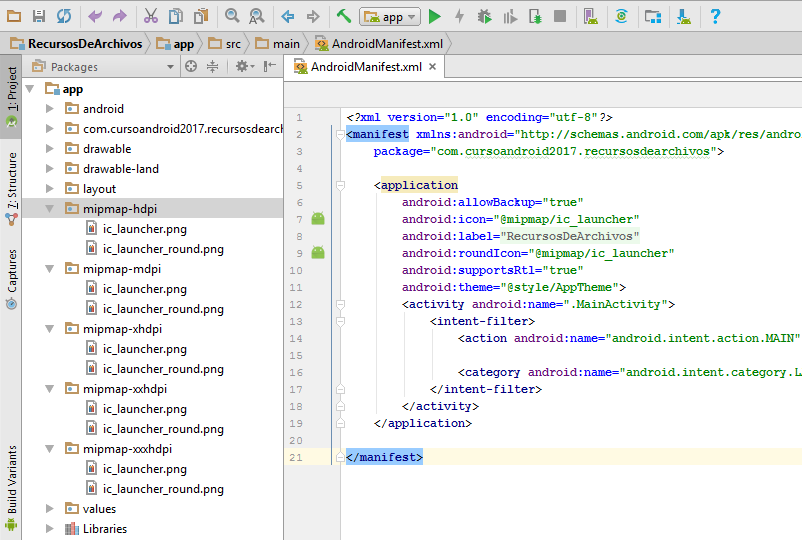 app
RecursosDeArchivos app src main AndroidManifest.xml
1: Project
7: Structure
Captures
Build Variants
Packages
app
android
com.cursoandroid2017.recursosdearchi
drawable
drawable-land
layout
mipmap-hdpi
ic_launcher.png
ic_launcher_round.png
mipmap-mdpi
ic_launcher.png
ic_launcher_round.png
mipmap-xhdpi
ic_launcher.png
ic_launcher_round.png
mipmap-xxhdpi
ic_launcher.png
ic_launcher_round.png
mipmap-xxxhdpi
ic_launcher.png
ic_launcher_round.png
values
Libraries
AndroidManifest.xml
1 <?xml version="1.0" encoding="utf-8"?>
2 <manifest xmlns:android="http://schemas.android.com/apk/res/andro
3 package="com.cursoandroid2017.recursosdearchivos">
4
5 <application
6 android:allowBackup="true"
7 android:icon="@mipmap/ic_launcher"
8 android:label="RecursosDeArchivos"
9 android:roundIcon="@mipmap/ic_launcher"
10 android:supportsRtl="true"
11 android:theme="@style/AppTheme">
12 <activity android:name=".MainActivity">
13 <intent-filter>
14 <action android:name="android.intent.action.MAIN"
15
16 <category android:name="android.intent.category.L
17 </intent-filter>
18 </activity>
19 </application>
20
21 </manifest>